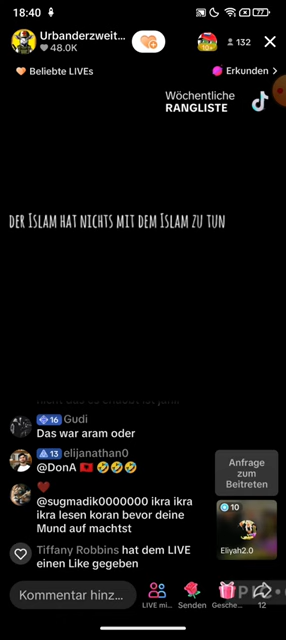 18:40
77
Urbanderzweit...
48.0K
10
132
Beliebte LIVEs
Erkunden >
Wöchentliche
RANGLISTE
der Islam hat nichts mit dem Islam zu tun
16 Gudi
Das war aram oder
13 elijanathan0
@DonA 🇦🇱 🤣🤣🤣
❤️
@sugmadik0000000 ikra ikra
ikra lesen koran bevor deine
Mund auf machtst
Tiffany Robbins hat dem LIVE
einen Like gegeben
Anfrage
zum
Beitreten
10
Eliyah2.0
Kommentar hinz...
LIVE mi...
Senden
Gesche...
12